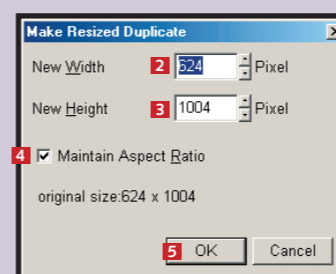 Make Resized Duplicate
New Width 2 624 Pixel
New Height 3 1004 Pixel
4 Maintain Aspect Ratio
original size:624 x 1004
5 OK Cancel